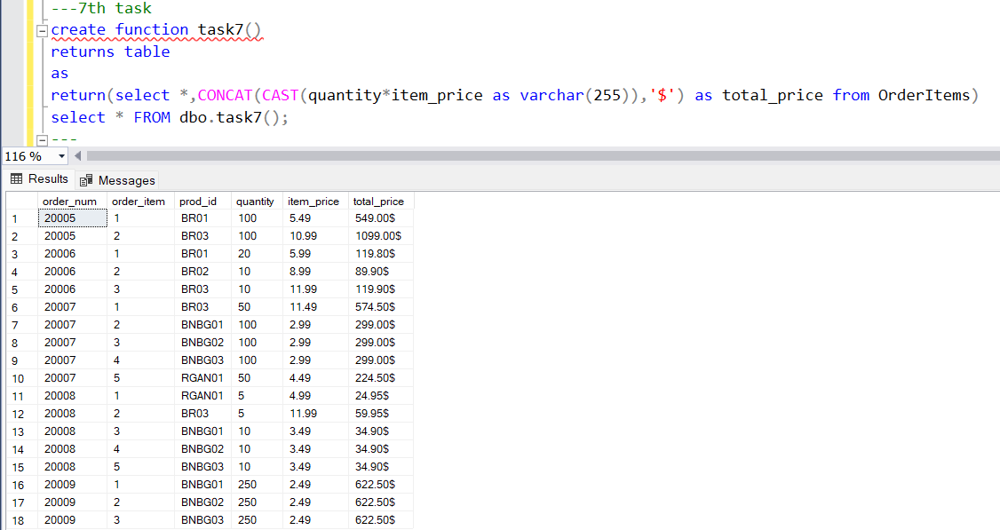 ---7th task
create function task7()
returns table
as
return(select *,CONCAT(CAST(quantity*item_price as varchar(255)),'$') as total_price from OrderItems)
select * FROM dbo.task7();
---
116 %
Results Messages
order_num order_item prod_id quantity item_price total_price
1 20005 1 BR01 100 5.49 549.00$
2 20005 2 BR03 100 10.99 1099.00$
3 20006 1 BR01 20 5.99 119.80$
4 20006 2 BR02 10 8.99 89.90$
5 20006 3 BR03 10 11.99 119.90$
6 20007 1 BR03 50 11.49 574.50$
7 20007 2 BNBG01 100 2.99 299.00$
8 20007 3 BNBG02 100 2.99 299.00$
9 20007 4 BNBG03 100 2.99 299.00$
10 20007 5 RGAN01 50 4.49 224.50$
11 20008 1 RGAN01 5 4.99 24.95$
12 20008 2 BR03 5 11.99 59.95$
13 20008 3 BNBG01 10 3.49 34.90$
14 20008 4 BNBG02 10 3.49 34.90$
15 20008 5 BNBG03 10 3.49 34.90$
16 20009 1 BNBG01 250 2.49 622.50$
17 20009 2 BNBG02 250 2.49 622.50$
18 20009 3 BNBG03 250 2.49 622.50$